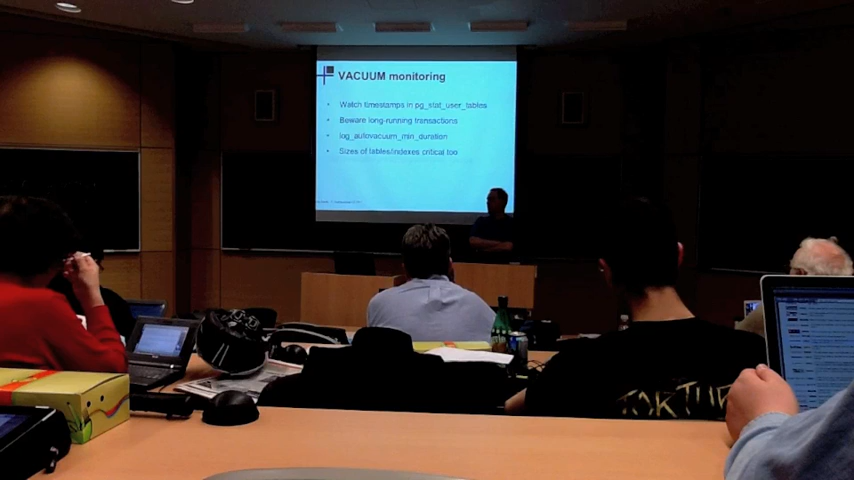 VACUUM monitoring
Watch timestamps in pg_stat_user_tables
Beware long-running transactions
log_autovacuum_min_duration
Sizes of tables/indexes critical too